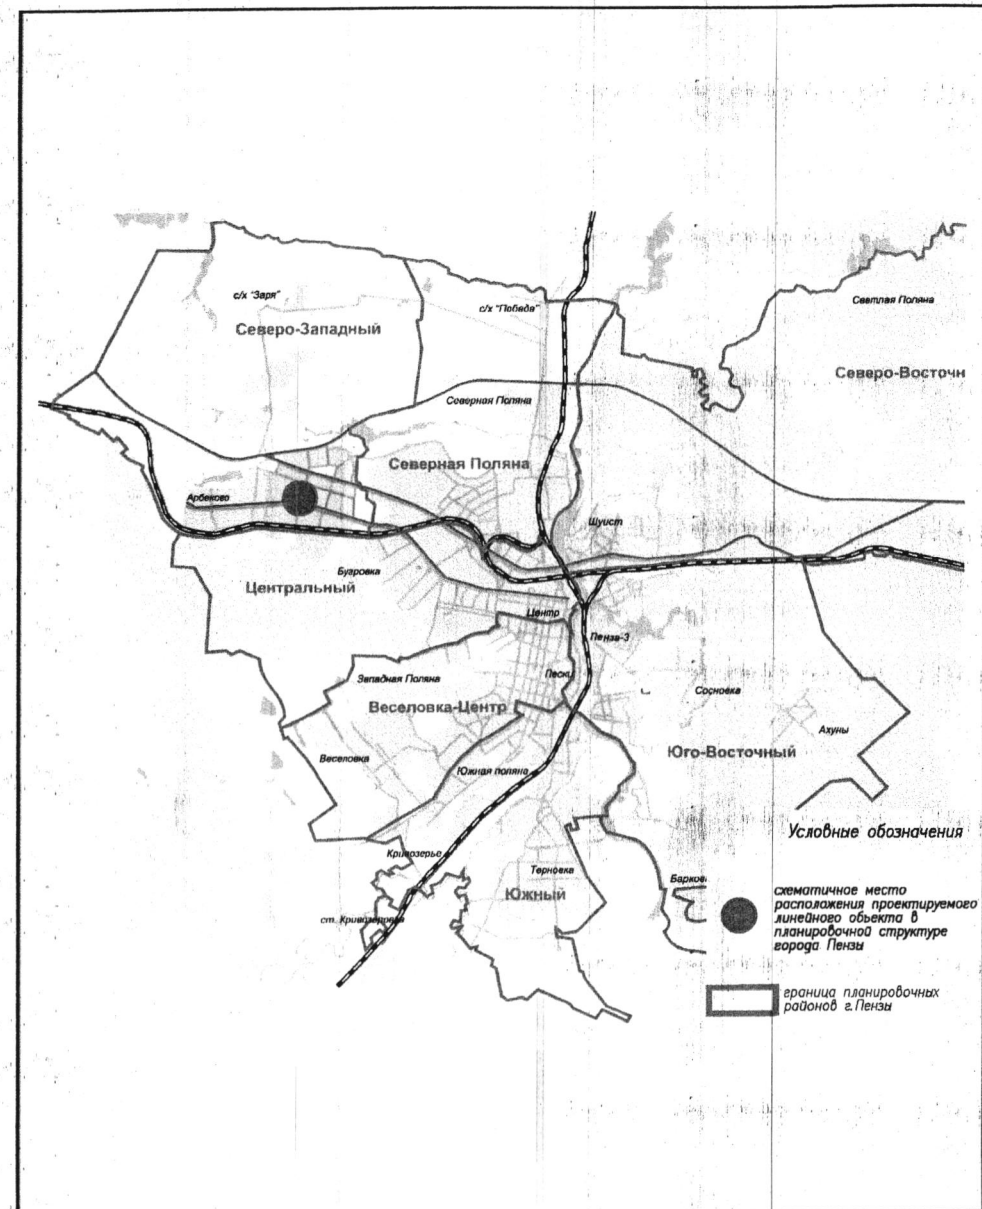 с/х "Заря"
Северо-Западный
с/х "Победа"
Светлая Поляна
Северо-Восточн
Северная Поляна
Северная Поляна
Арбеково
Шуист
Бугровка
Центральный
Центр
Пенза-3
Западная Поляна
Пески
Сосновка
Веселовка-Центр
Ахуны
Юго-Восточный
Веселовка
Южная поляна
Условные обозначения
Кривозерье
Терновка
Южный
схематичное место
расположения проектируемого
линейного объекта в
планировочной структуре
города Пензы
граница планировочных
районов г.Пензы